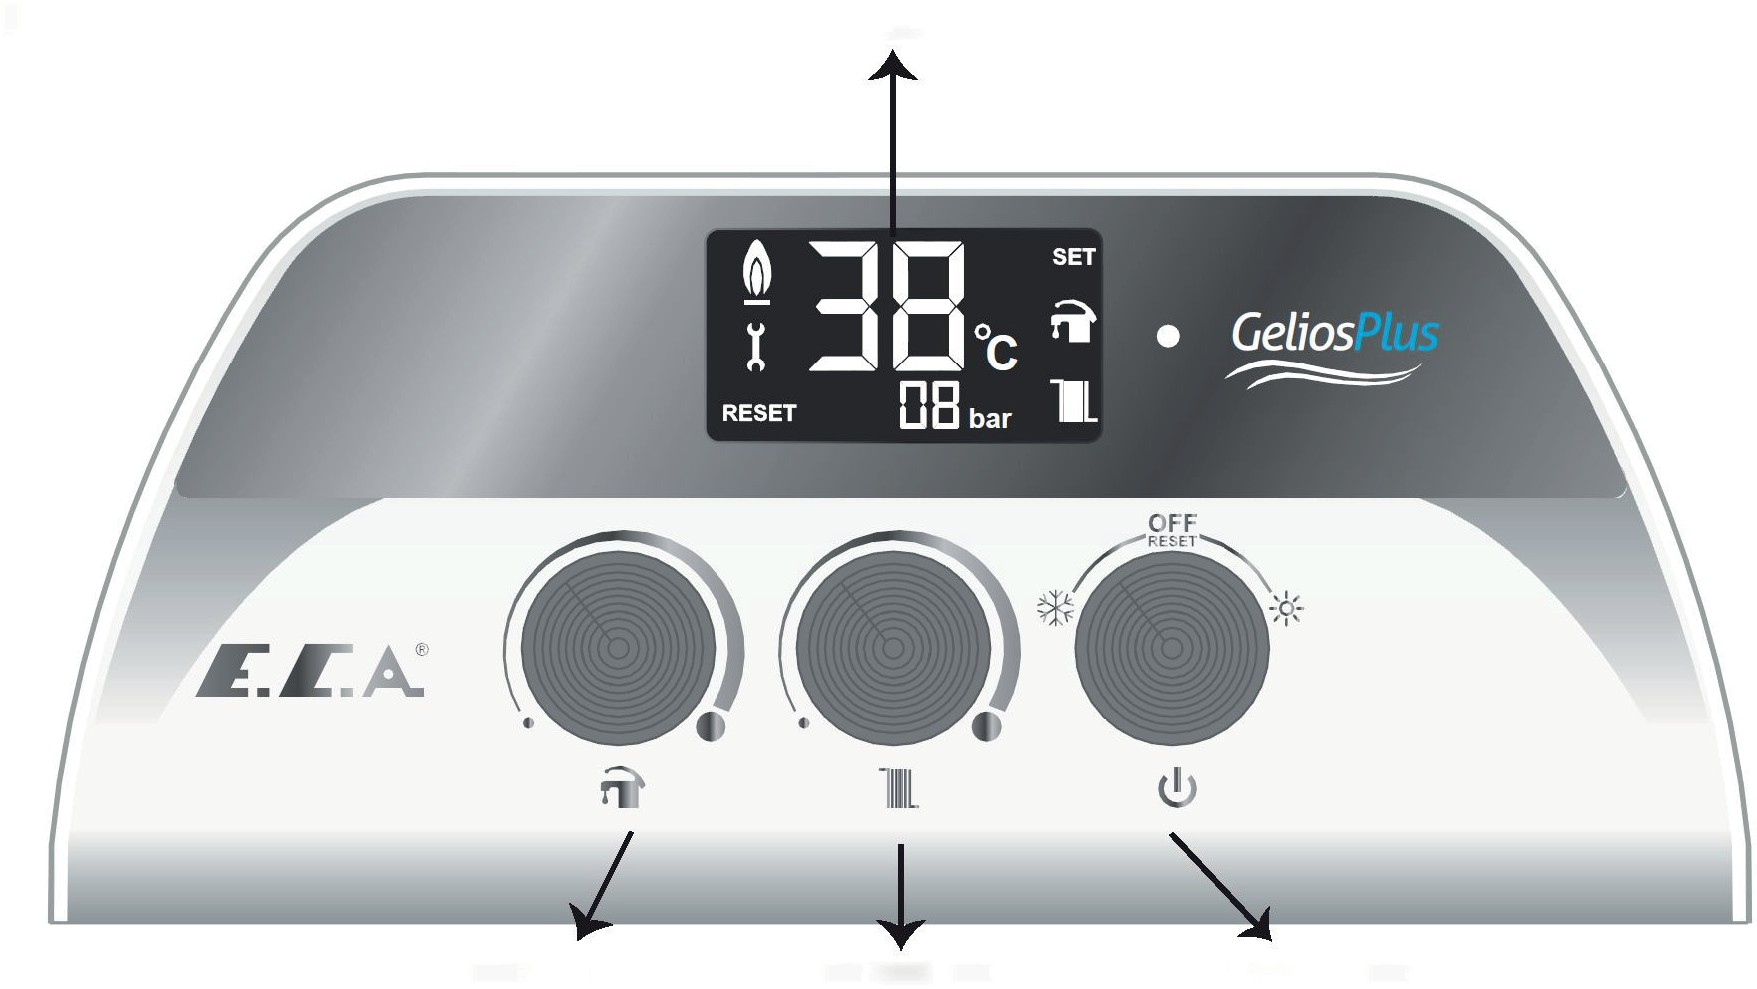 38 °C
SET
RESET
08 bar
GeliosPlus
OFF
RESET
E.C.A.®